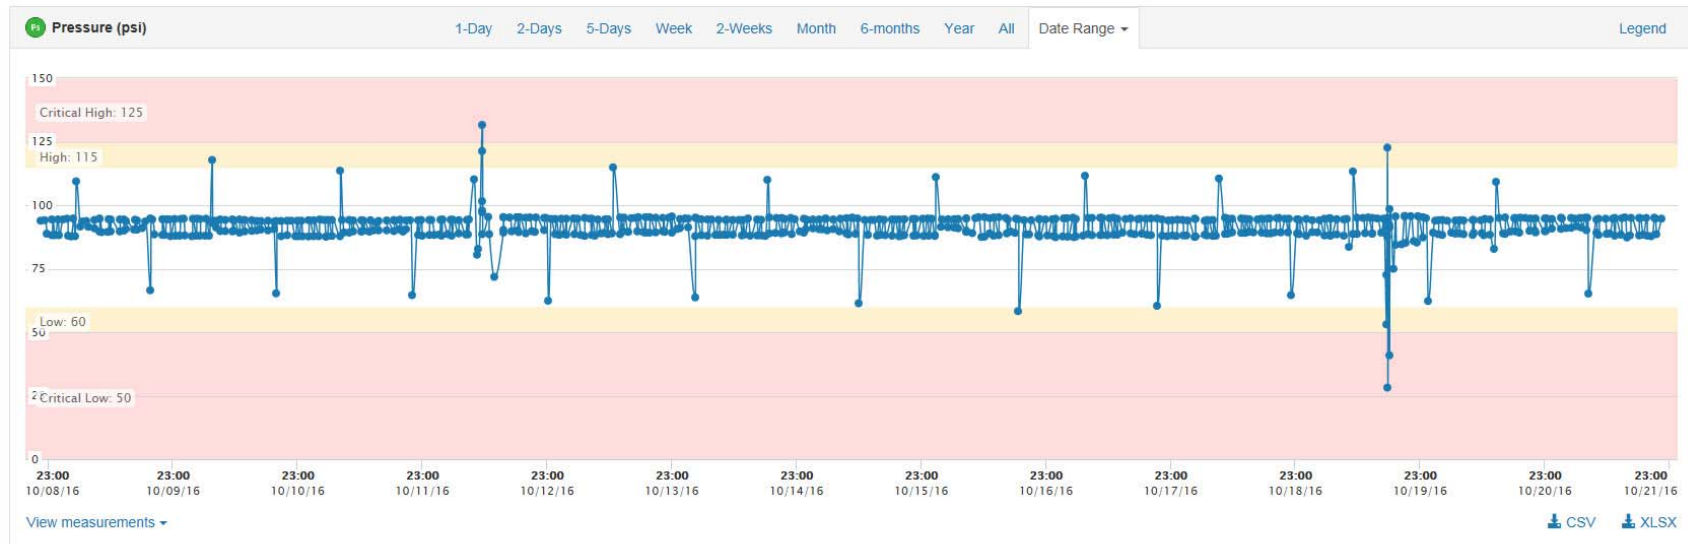 Ps Pressure (psi) 1-Day 2-Days 5-Days Week 2-Weeks Month 6-months Year All Date Range Legend
150
Critical High: 125
125
High: 115
100
75
Low: 60
50
Critical Low: 50
0
23:00 23:00 23:00 23:00 23:00 23:00 23:00 23:00 23:00 23:00 23:00 23:00 23:00 23:00
10/08/16 10/09/16 10/10/16 10/11/16 10/12/16 10/13/16 10/14/16 10/15/16 10/16/16 10/17/16 10/18/16 10/19/16 10/20/16 10/21/16
View measurements CSV XLSX